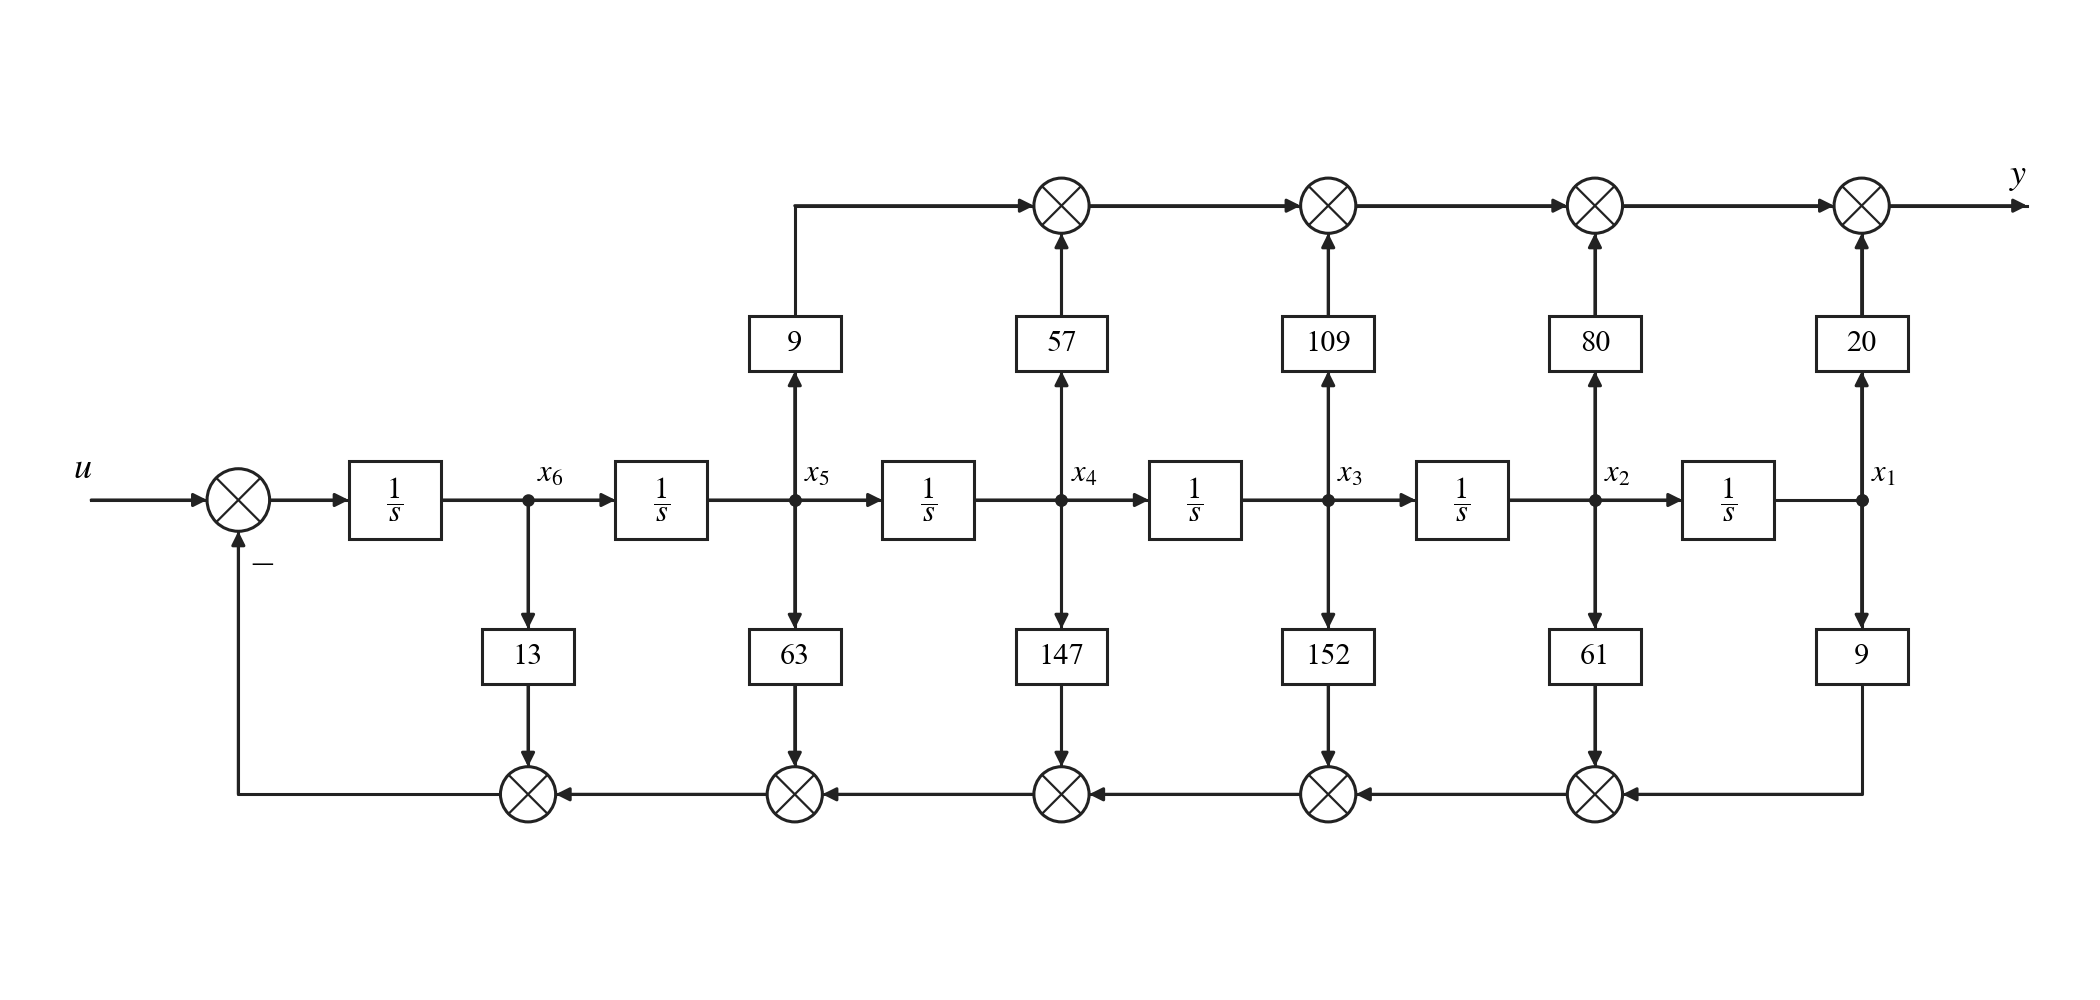 y
9 57 109 80 20
u x₆ x₅ x₄ x₃ x₂ x₁
1/s 1/s 1/s 1/s 1/s 1/s
−
13 63 147 152 61 9